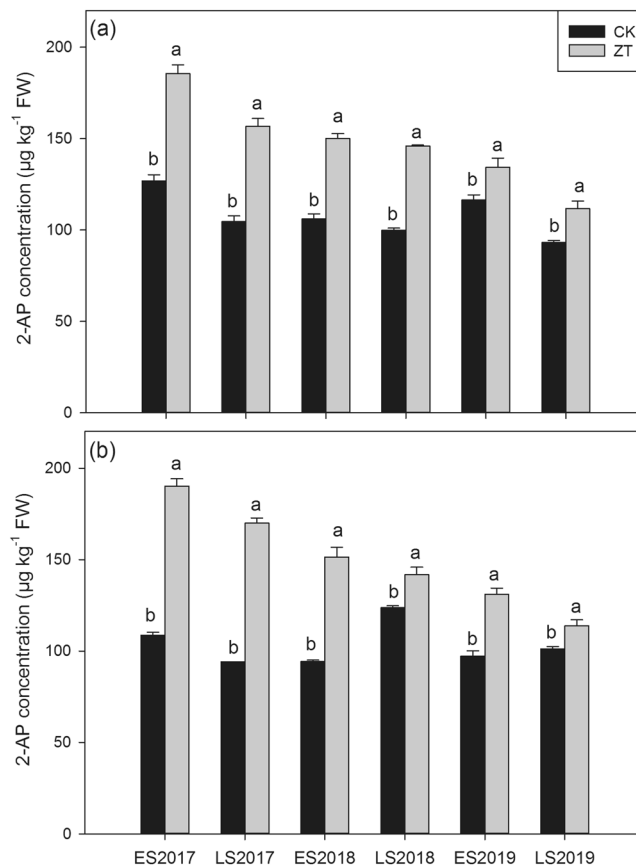 (a)
CK
ZT
200
150
100
50
0
2-AP concentration (µg kg⁻¹ FW)
b a b a b a b a b a b a
(b)
200
150
100
50
0
2-AP concentration (µg kg⁻¹ FW)
b a b a b a b a b a b a
ES2017 LS2017 ES2018 LS2018 ES2019 LS2019